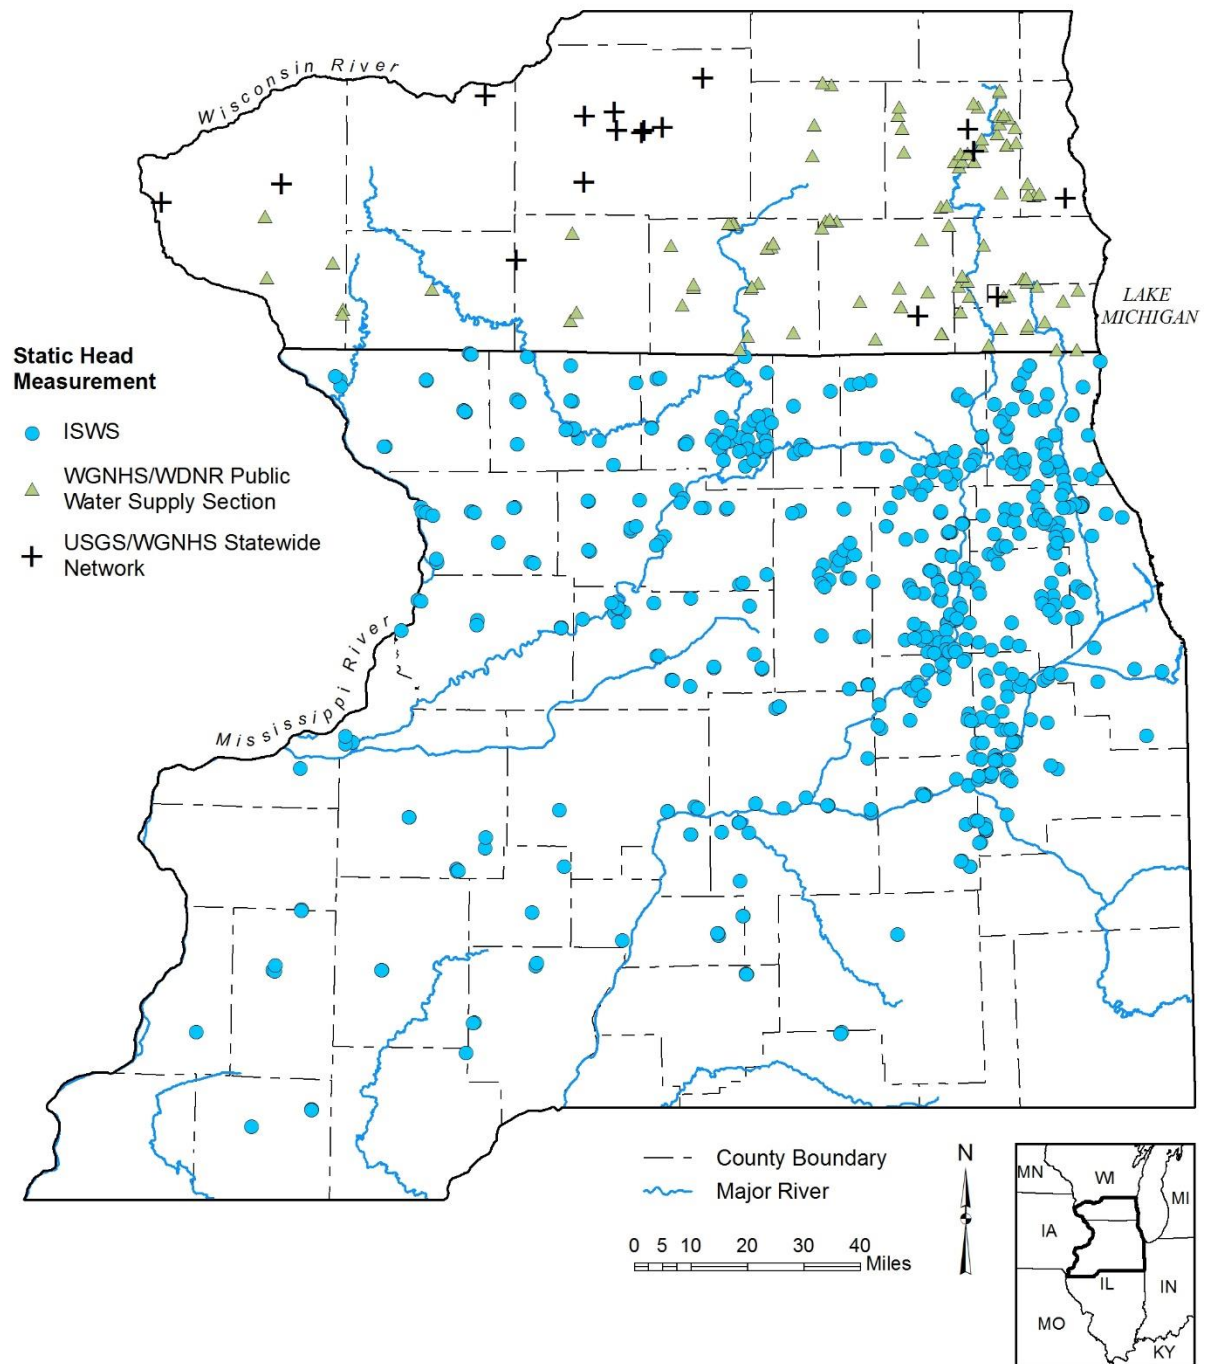 Wisconsin River
LAKE
MICHIGAN
Static Head
Measurement
ISWS
WGNHS/WDNR Public
Water Supply Section
USGS/WGNHS Statewide
Network
Mississippi River
County Boundary
Major River
0 5 10 20 30 40
Miles
N
MN
WI
MI
IA
IL
IN
MO
KY